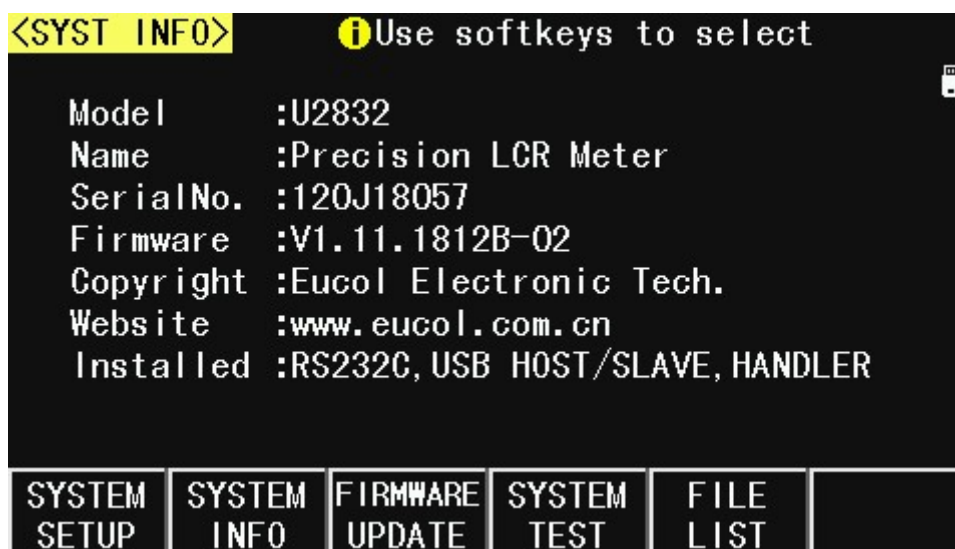 <SYST INFO> iUse softkeys to select
Model :U2832
Name :Precision LCR Meter
SerialNo. :120J18057
Firmware :V1.11.1812B-02
Copyright :Eucol Electronic Tech.
Website :www.eucol.com.cn
Installed :RS232C,USB HOST/SLAVE,HANDLER
SYSTEM SYSTEM FIRMWARE SYSTEM FILE
SETUP INFO UPDATE TEST LIST